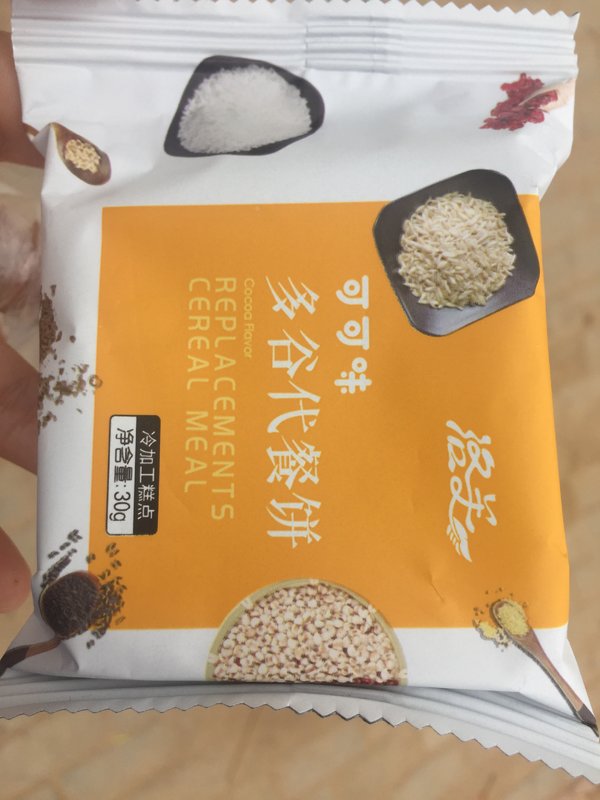 可可味
多谷代餐饼
Cocoa Flavor
REPLACEMENTS
CEREAL MEAL
冷加工糕点
净含量:30g